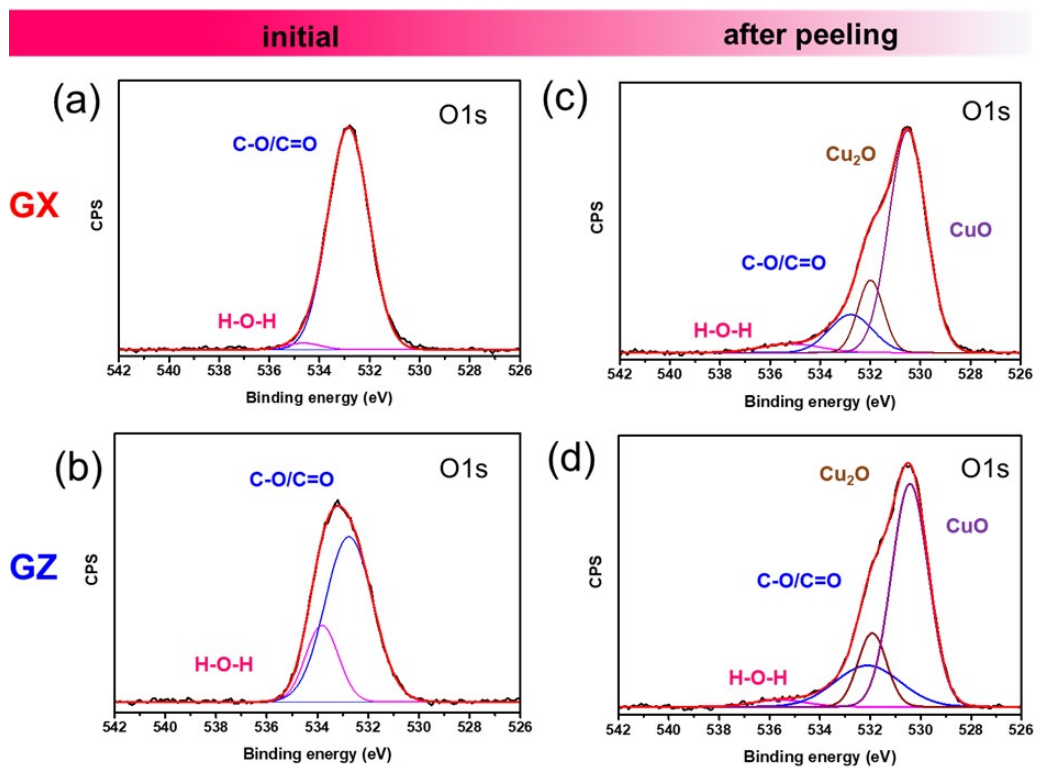 initial
after peeling
GX
(a)
O1s
C-O/C=O
H-O-H
CPS
542 540 538 536 534 532 530 528 526
Binding energy (eV)
(c)
O1s
Cu₂O
CuO
C-O/C=O
H-O-H
CPS
542 540 538 536 534 532 530 528 526
Binding energy (eV)
GZ
(b)
O1s
C-O/C=O
H-O-H
CPS
542 540 538 536 534 532 530 528 526
Binding energy (eV)
(d)
O1s
Cu₂O
CuO
C-O/C=O
H-O-H
CPS
542 540 538 536 534 532 530 528 526
Binding energy (eV)